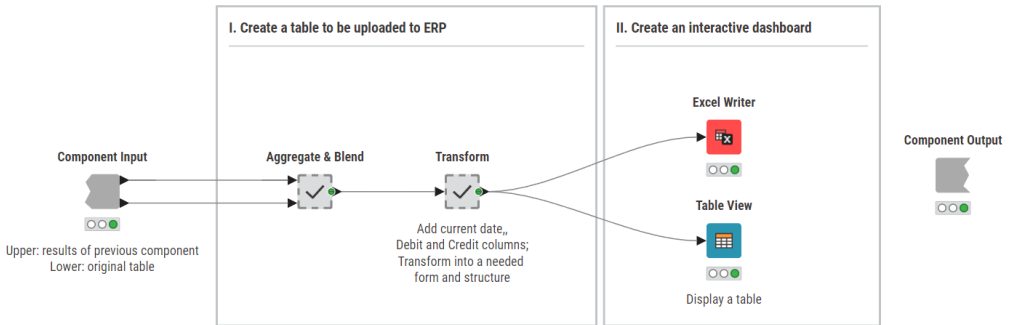 I. Create a table to be uploaded to ERP
II. Create an interactive dashboard
Component Input
Upper: results of previous component
Lower: original table
Aggregate & Blend
Transform
Add current date,,
Debit and Credit columns;
Transform into a needed
form and structure
Excel Writer
Table View
Display a table
Component Output